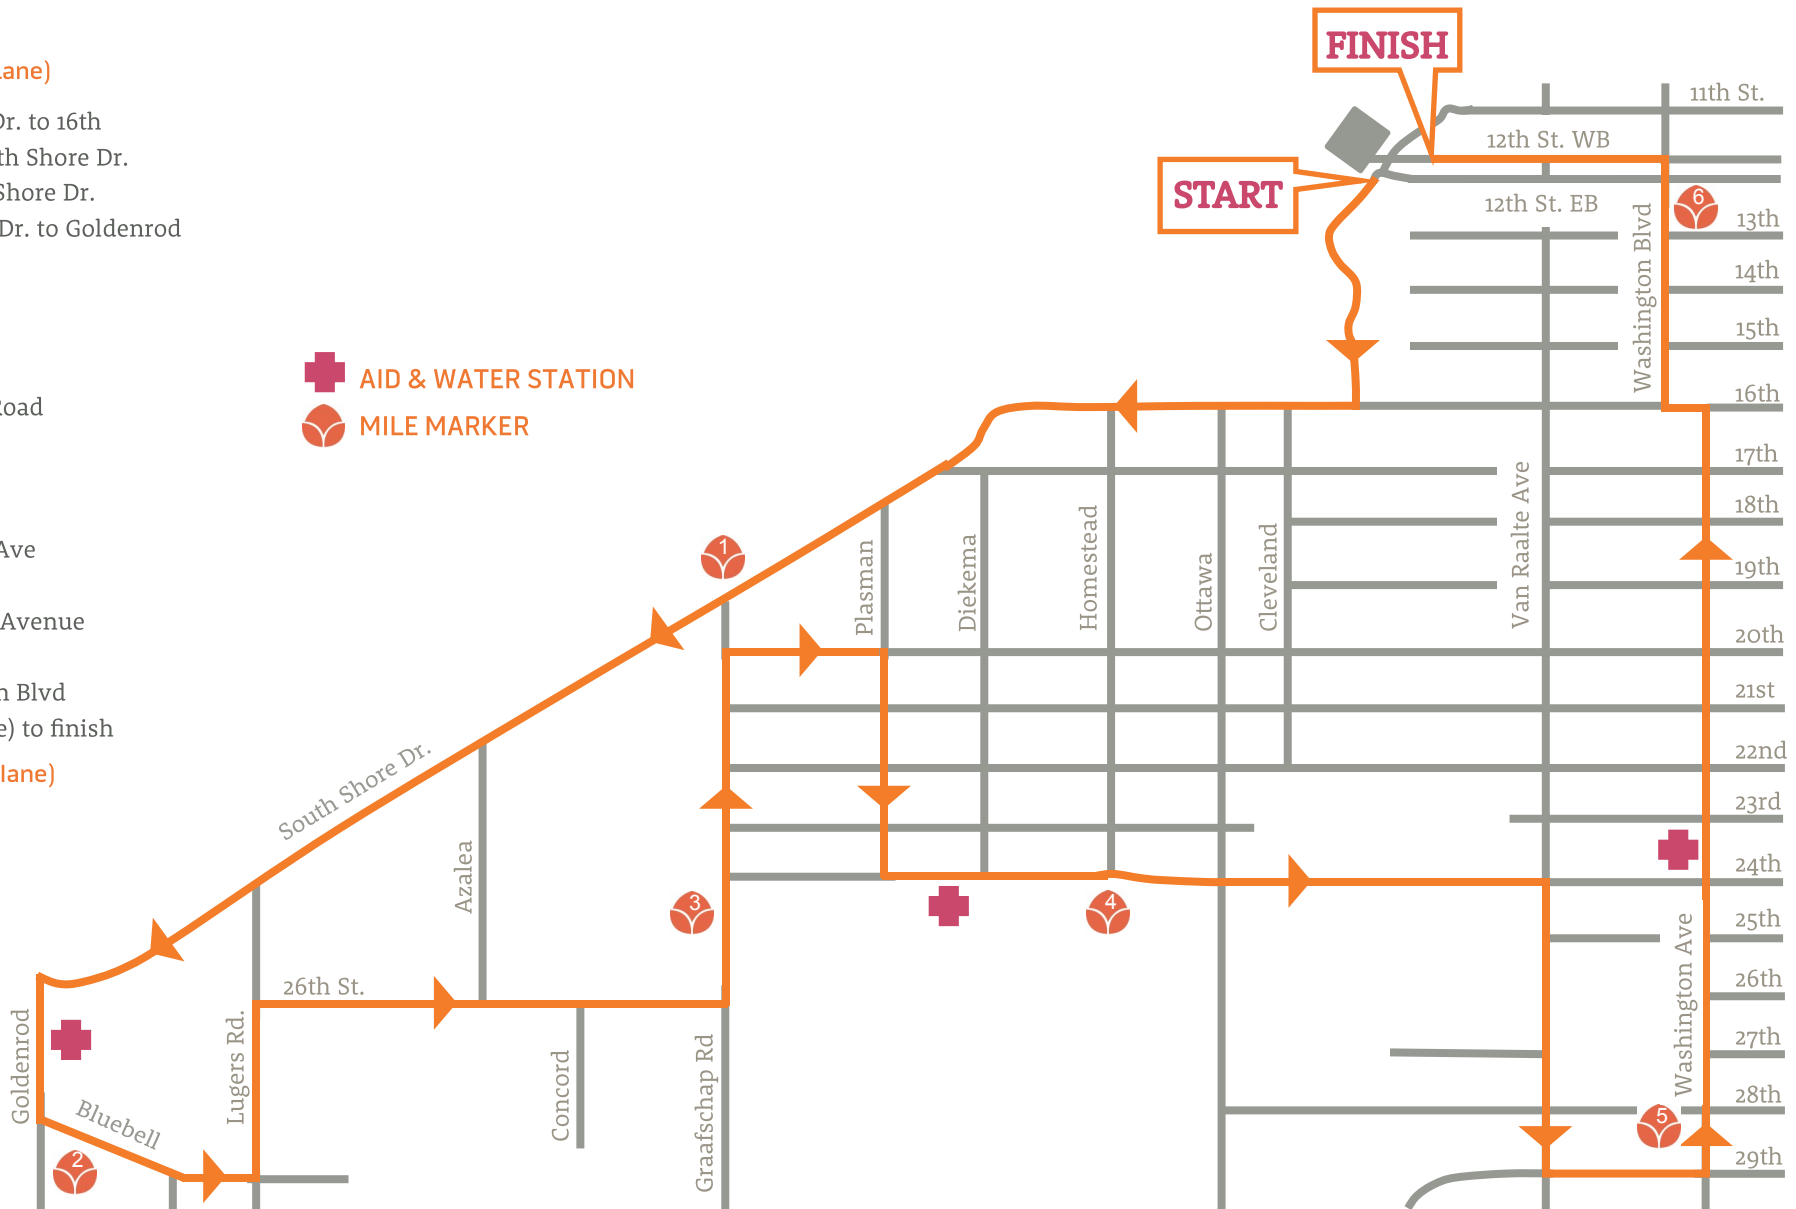 FINISH
lane)
11th St.
Dr. to 16th
12th St. WB
th Shore Dr.
START
Shore Dr.
6
12th St. EB
13th
Dr. to Goldenrod
14th
Washington Blvd
15th
AID & WATER STATION
16th
Road
MILE MARKER
17th
18th
Ave
1
19th
Plasman
Diekema
Homestead
Ottawa
Cleveland
Van Raalte Ave
Avenue
20th
n Blvd
21st
e) to finish
22nd
lane)
South Shore Dr.
23rd
24th
Azalea
3
4
25th
26th St.
26th
Washington Ave
27th
Goldenrod
Lugers Rd.
Concord
Graafschap Rd
28th
Bluebell
5
2
29th